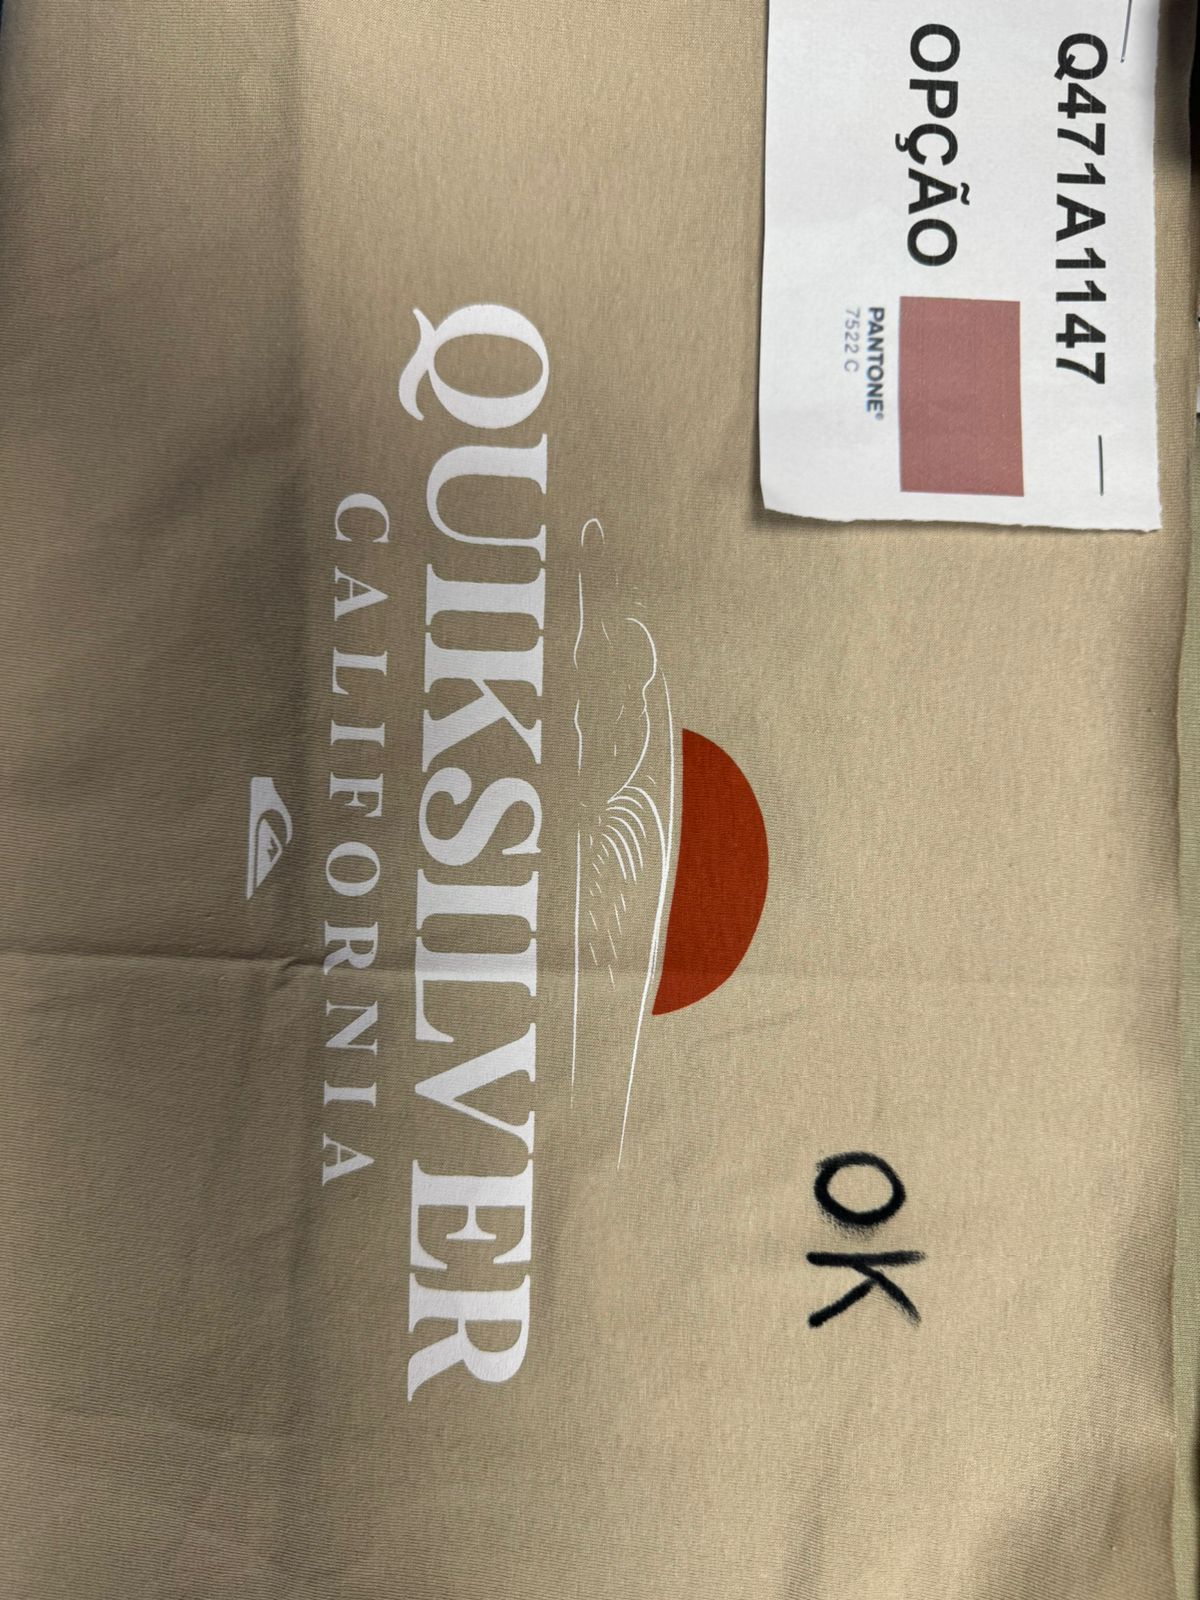 Q471A1147
OPÇÃO
PANTONE®
7522 C
OK
QUIKSILVER
CALIFORNIA